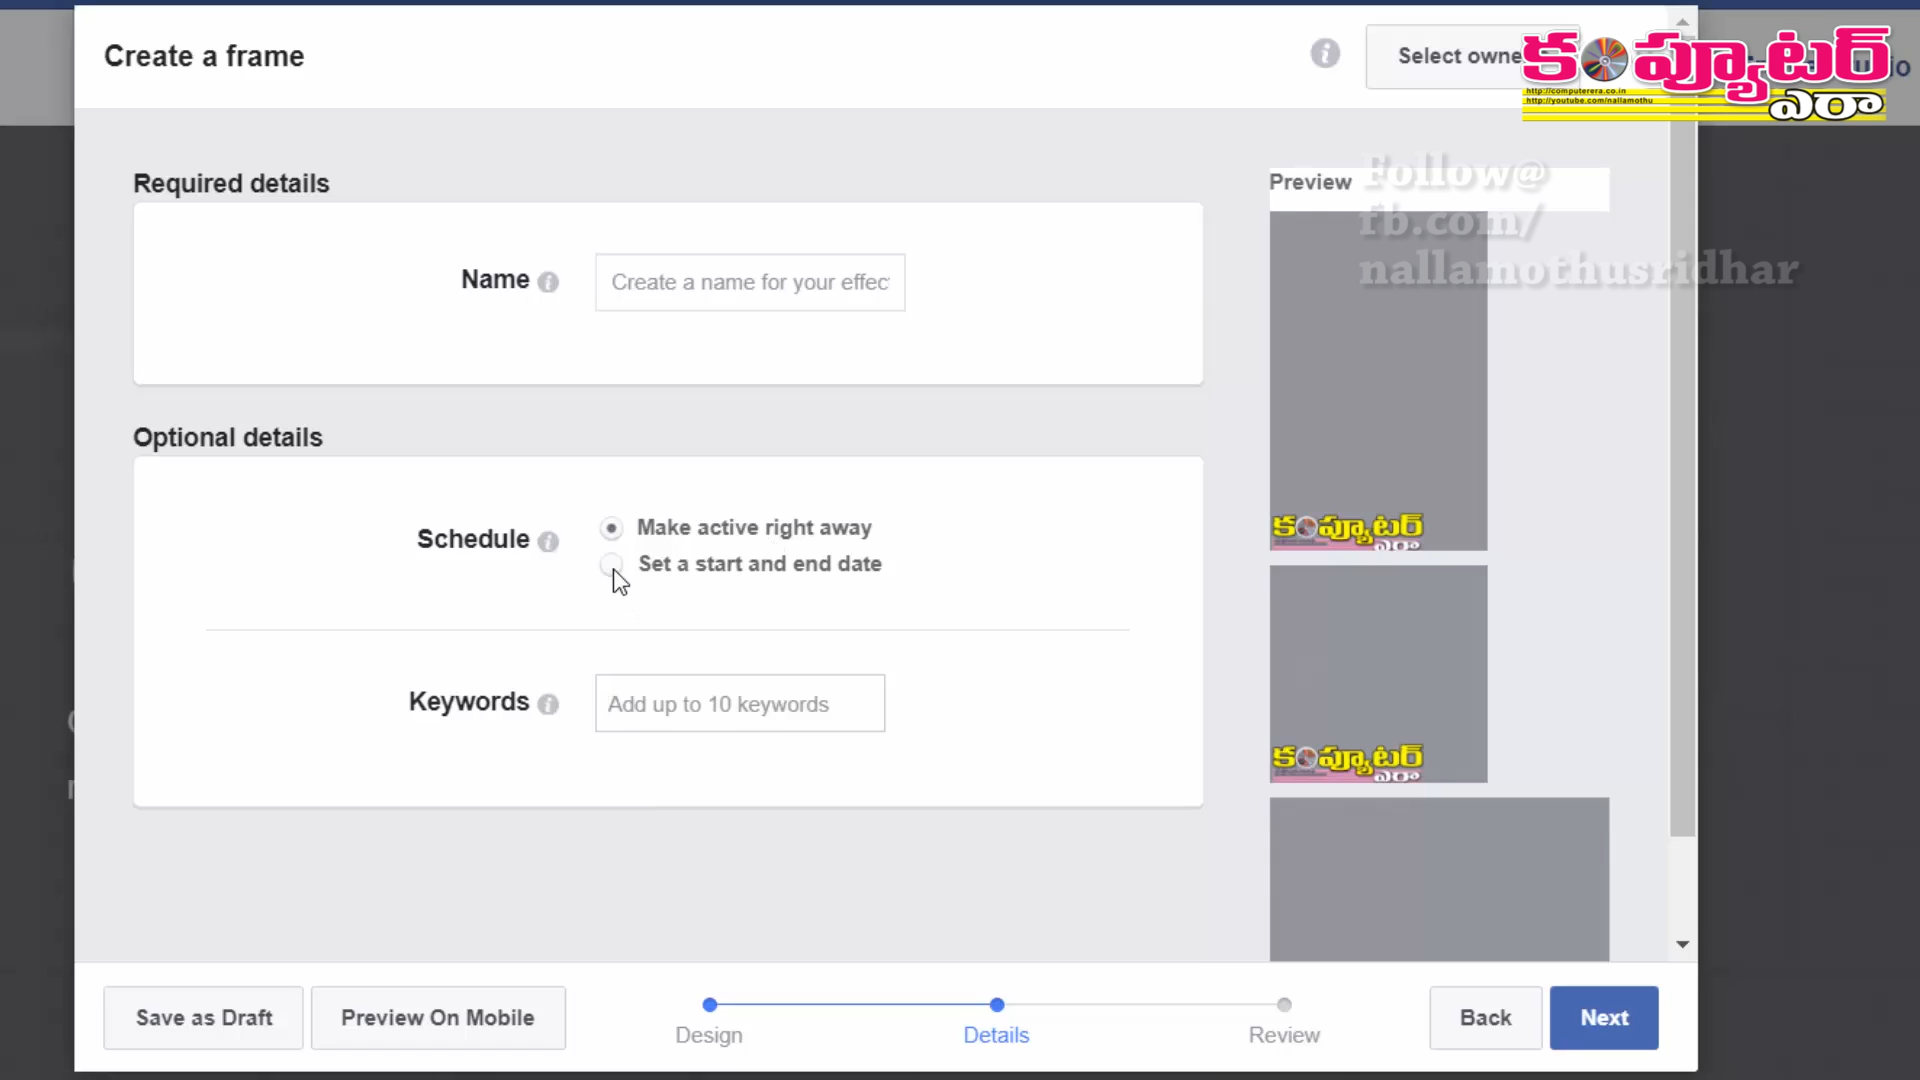 Create a frame
Select owne
కంప్యూటర్
ఎరా
http://computerera.co.in
http://youtube.com/nallamothu
Required details
Preview
Follow@
fb.com/
nallamothusridhar
Name
Create a name for your effec
Optional details
Schedule
Make active right away
Set a start and end date
కంప్యూటర్
ఎరా
Keywords
Add up to 10 keywords
కంప్యూటర్
ఎరా
Save as Draft
Preview On Mobile
Design
Details
Review
Back
Next